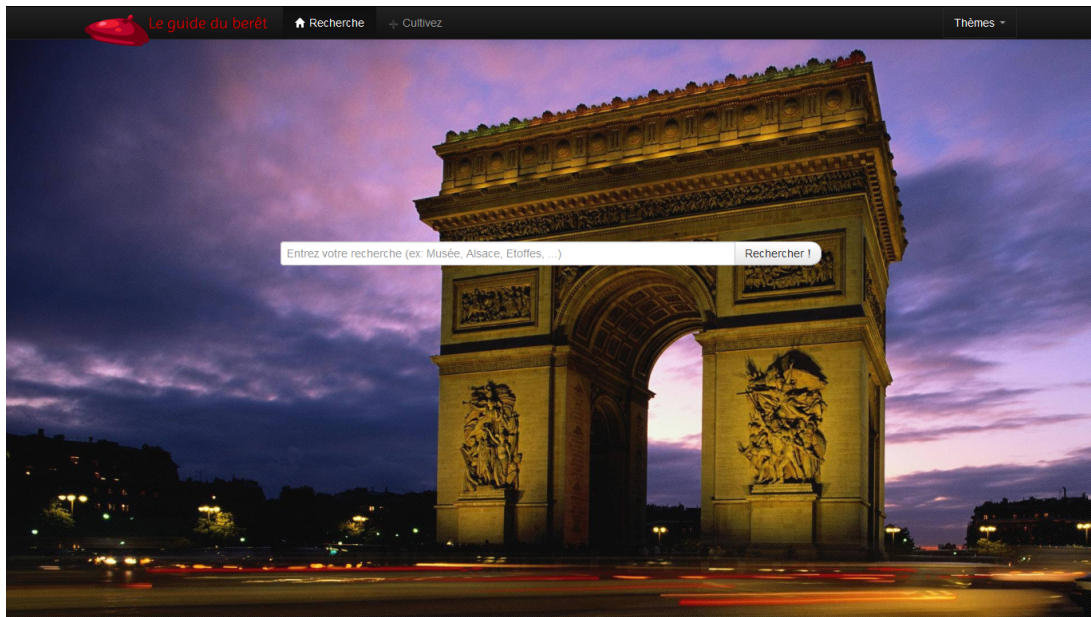 Le guide du berêt
Recherche
Cultivez
Thèmes
Entrez votre recherche (ex: Musée, Alsace, Etoffes, ...)
Rechercher !